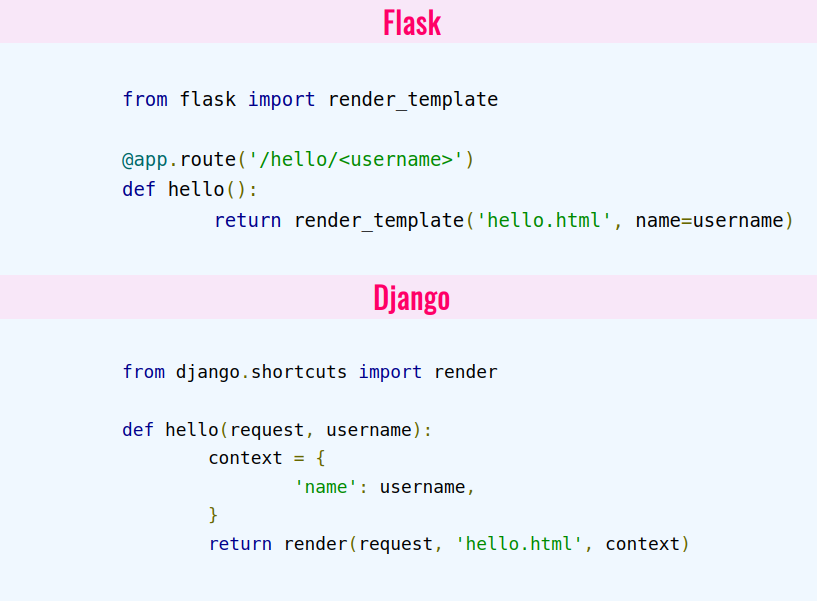 Flask
from flask import render_template
@app.route('/hello/<username>')
def hello():
        return render_template('hello.html', name=username)
Django
from django.shortcuts import render
def hello(request, username):
        context = {
                'name': username,
        }
        return render(request, 'hello.html', context)